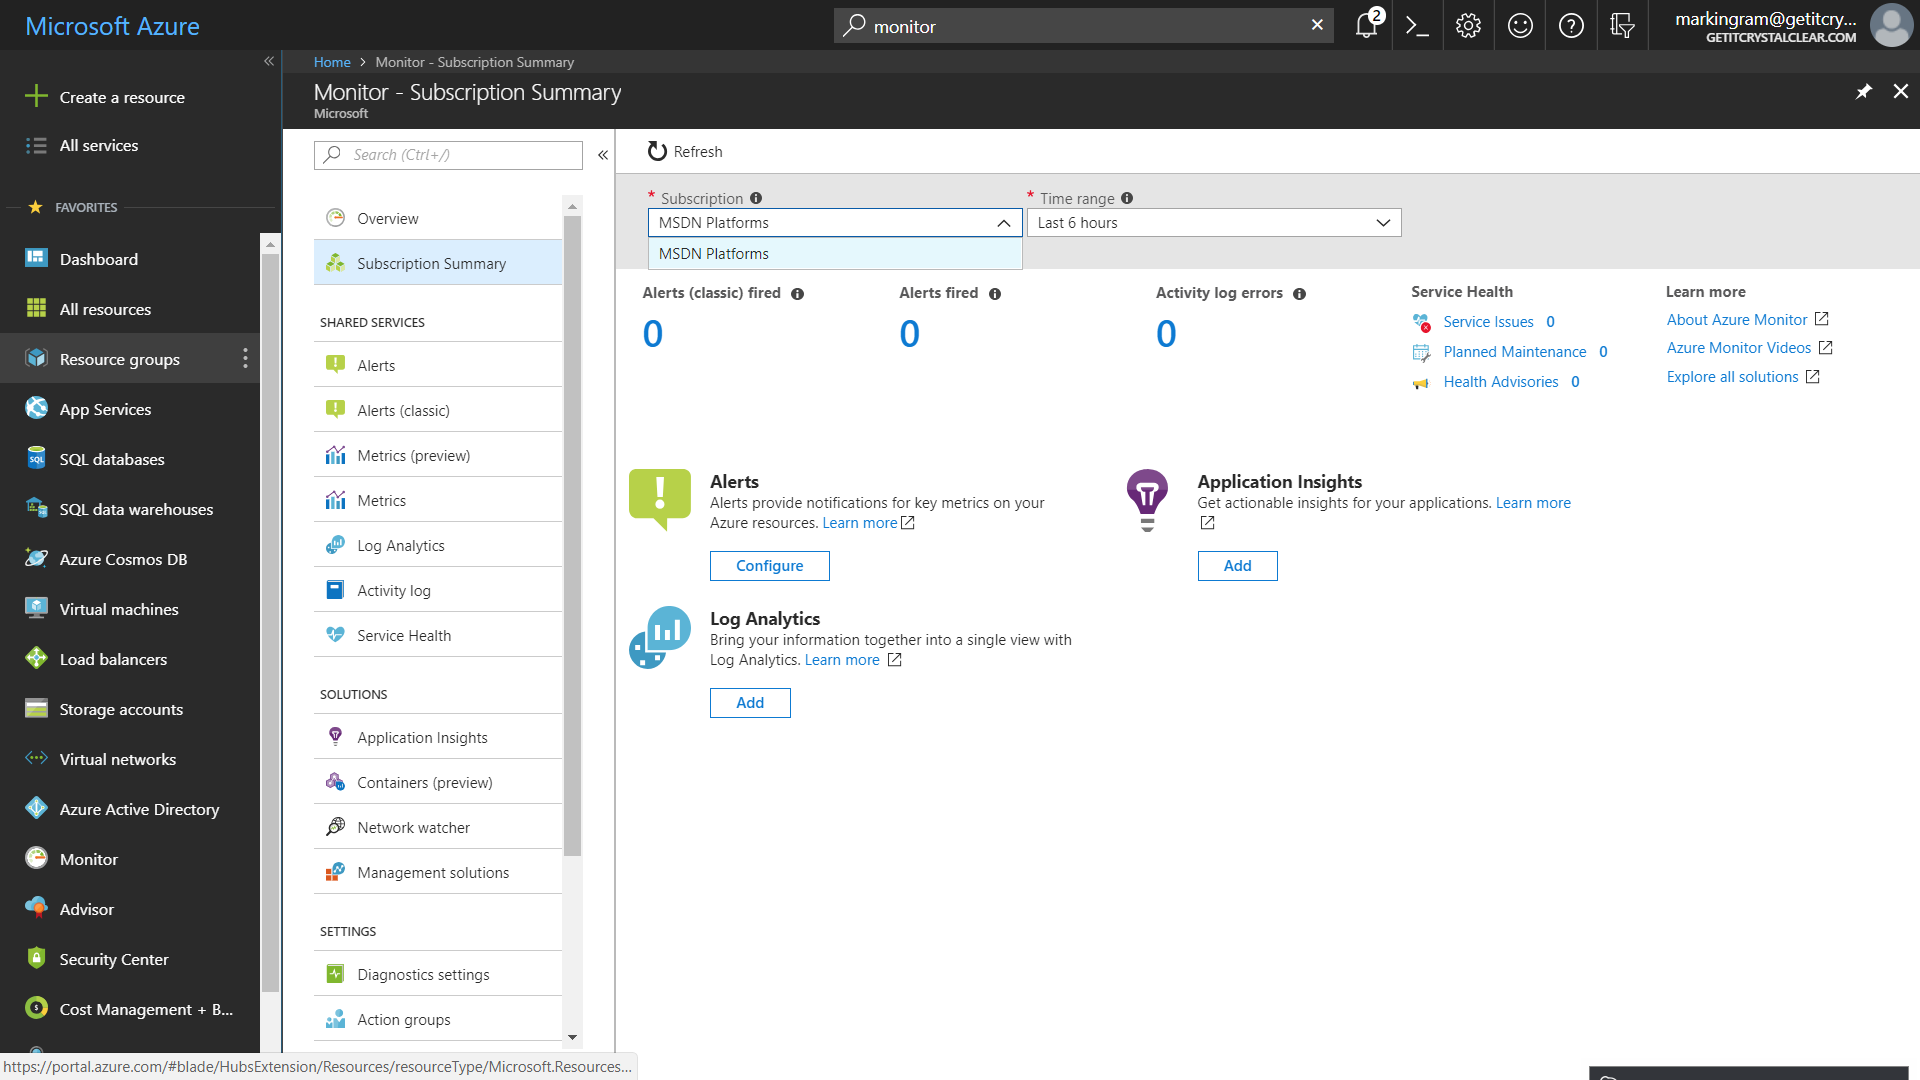 Microsoft Azure
monitor
2
markingram@getitcry...
GETITCRYSTALCLEAR.COM
Create a resource
All services
FAVORITES
Dashboard
All resources
Resource groups
App Services
SQL databases
SQL data warehouses
Azure Cosmos DB
Virtual machines
Load balancers
Storage accounts
Virtual networks
Azure Active Directory
Monitor
Advisor
Security Center
Cost Management + B...
https://portal.azure.com/#blade/HubsExtension/Resources/resourceType/Microsoft.Resources...
Home > Monitor - Subscription Summary
Monitor - Subscription Summary
Microsoft
Search (Ctrl+/)
Overview
Subscription Summary
SHARED SERVICES
Alerts
Alerts (classic)
Metrics (preview)
Metrics
Log Analytics
Activity log
Service Health
SOLUTIONS
Application Insights
Containers (preview)
Network watcher
Management solutions
SETTINGS
Diagnostics settings
Action groups
Refresh
* Subscription
MSDN Platforms
MSDN Platforms
* Time range
Last 6 hours
Alerts (classic) fired
0
Alerts fired
0
Activity log errors
0
Service Health
Service Issues 0
Planned Maintenance 0
Health Advisories 0
Learn more
About Azure Monitor
Azure Monitor Videos
Explore all solutions
Alerts
Alerts provide notifications for key metrics on your
Azure resources. Learn more
Configure
Application Insights
Get actionable insights for your applications. Learn more
Add
Log Analytics
Bring your information together into a single view with
Log Analytics. Learn more
Add